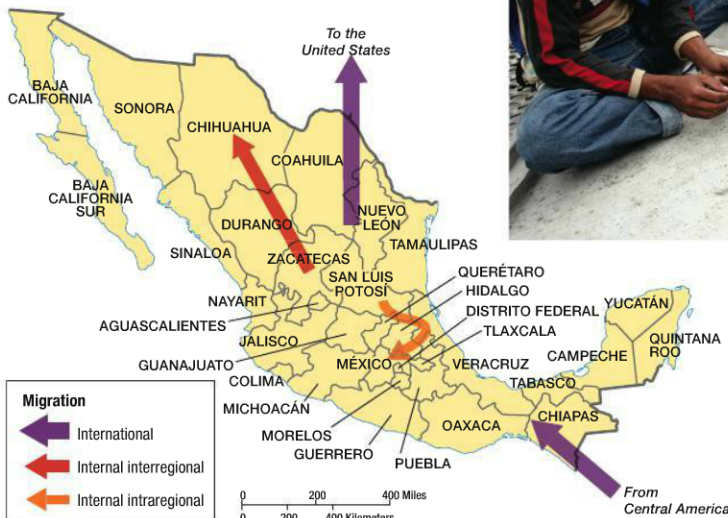 To the
United States
BAJA
CALIFORNIA
SONORA
CHIHUAHUA
COAHUILA
BAJA
CALIFORNIA
SUR
NUEVO
LEÓN
DURANGO
TAMAULIPAS
SINALOA
ZACATECAS
SAN LUIS
POTOSÍ
QUERÉTARO
HIDALGO
NAYARIT
DISTRITO FEDERAL
YUCATÁN
AGUASCALIENTES
TLAXCALA
JALISCO
QUINTANA
ROO
GUANAJUATO
MÉXICO
VERACRUZ
CAMPECHE
COLIMA
TABASCO
MICHOACÁN
CHIAPAS
MORELOS
OAXACA
GUERRERO
PUEBLA
From
Central America
Migration
International
Internal interregional
Internal intraregional
0 200 400 Miles
0 200 400 Kilometers